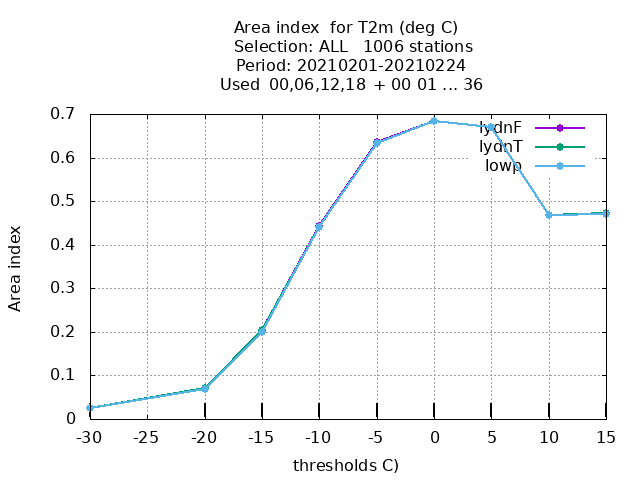 Area index  for T2m (deg C)
Selection: ALL   1006 stations
Period: 20210201-20210224
Used  00,06,12,18  + 00 01 ... 36
0.7
0.6
0.5
0.4
0.3
0.2
0.1
0
Area index
lydnF
lydnT
lowp
-30 -25 -20 -15 -10 -5 0 5 10 15
thresholds C)